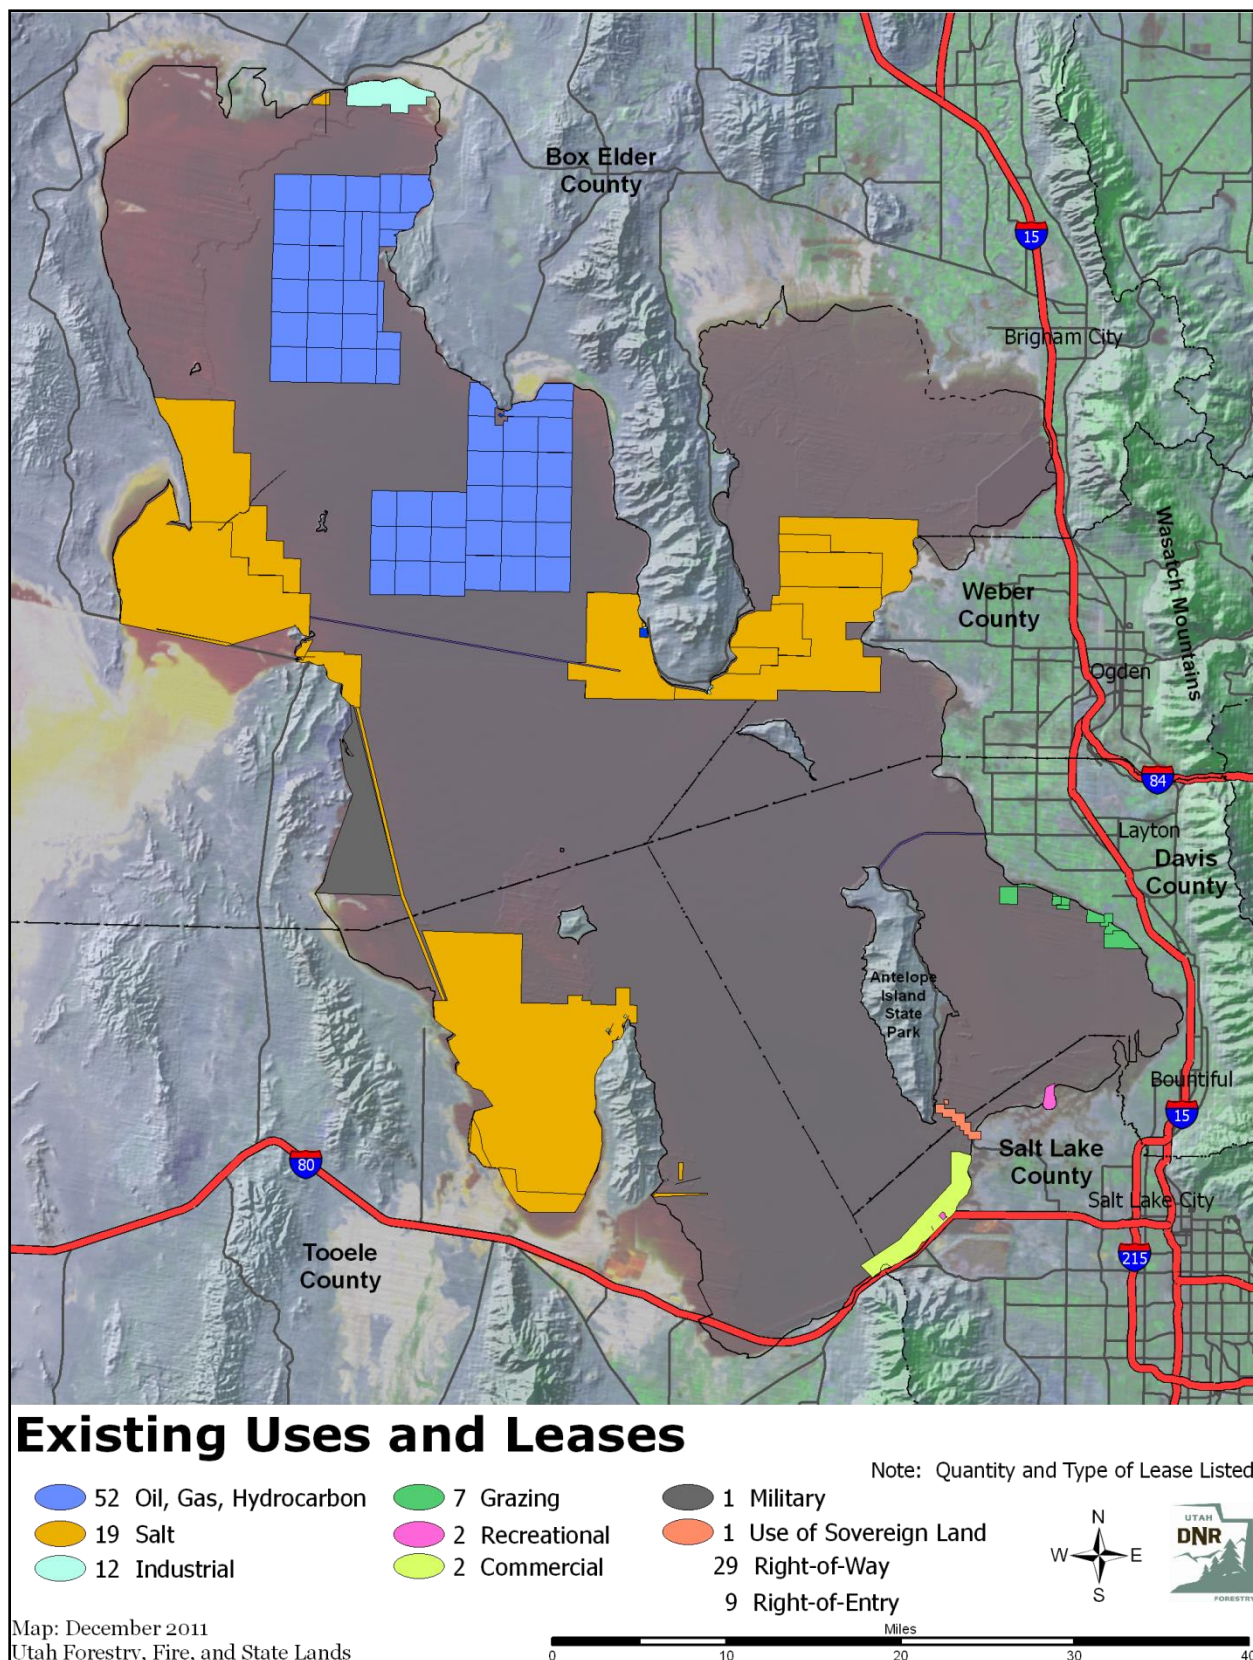 Box Elder
County
15
Brigham City
Wasatch Mountains
Weber
County
Ogden
84
Layton
Davis
County
Antelope
Island
State
Park
Bountiful
15
Salt Lake
County
80
Salt Lake City
Tooele
County
215
Existing Uses and Leases
Note: Quantity and Type of Lease Listed
52 Oil, Gas, Hydrocarbon
19 Salt
12 Industrial
7 Grazing
2 Recreational
2 Commercial
1 Military
1 Use of Sovereign Land
29 Right-of-Way
9 Right-of-Entry
N
W E
S
UTAH
DNR
FORESTRY
Map: December 2011
Utah Forestry, Fire, and State Lands
Miles
0 10 20 30 40